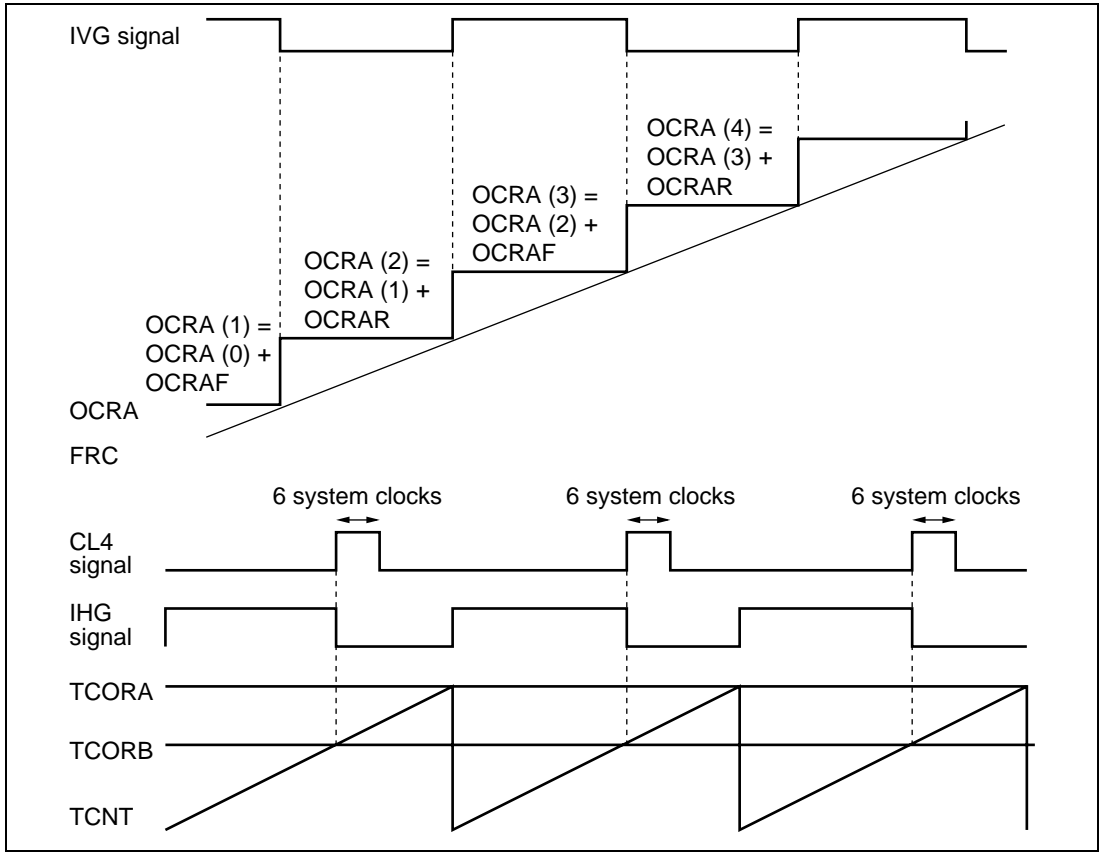 IVG signal
OCRA (4) =
OCRA (3) +
OCRAR
OCRA (3) =
OCRA (2) +
OCRAF
OCRA (2) =
OCRA (1) +
OCRAR
OCRA (1) =
OCRA (0) +
OCRAF
OCRA
FRC
6 system clocks 6 system clocks 6 system clocks
CL4
signal
IHG
signal
TCORA
TCORB
TCNT